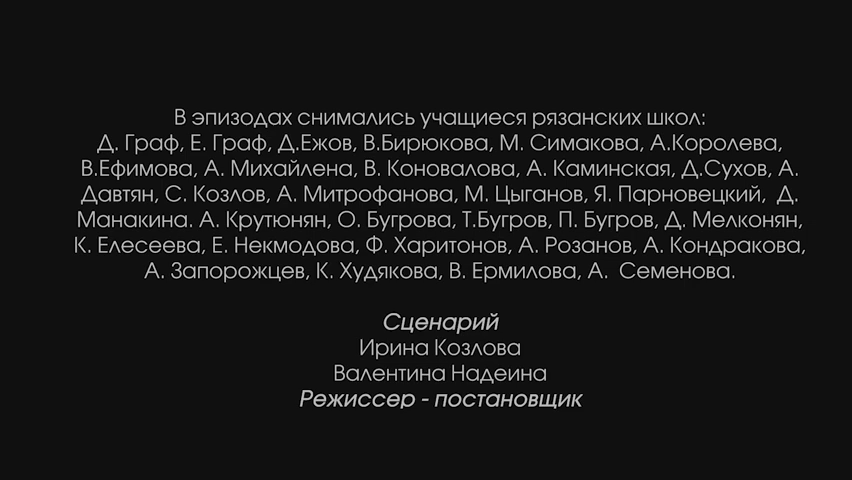 В эпизодах снимались учащиеся рязанских школ:
Д. Граф, Е. Граф, Д.Ежов, В.Бирюкова, М. Симакова, А.Королева,
В.Ефимова, А. Михайлена, В. Коновалова, А. Каминская, Д.Сухов, А.
Давтян, С. Козлов, А. Митрофанова, М. Цыганов, Я. Парновецкий,  Д.
Манакина. А. Крутюнян, О. Бугрова, Т.Бугров, П. Бугров, Д. Мелконян,
К. Елесеева, Е. Некмодова, Ф. Харитонов, А. Розанов, А. Кондракова,
А. Запорожцев, К. Худякова, В. Ермилова, А.  Семенова.
Сценарий
Ирина Козлова
Валентина Надеина
Режиссер - постановщик